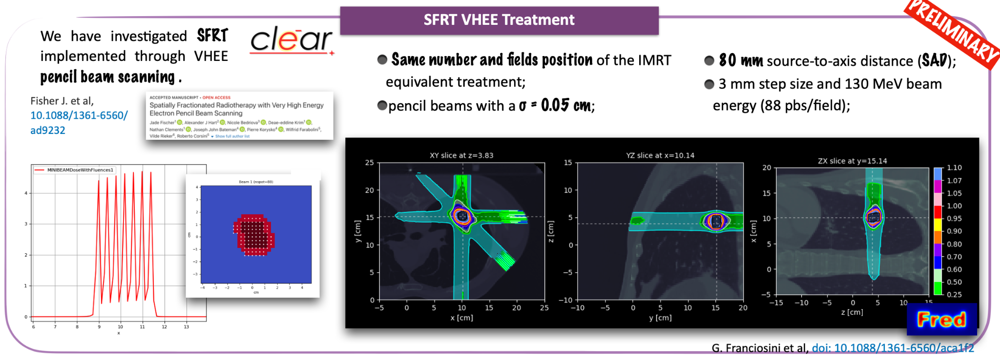 SFRT VHEE Treatment
PRELIMINARY
We have investigated SFRT
implemented through VHEE
pencil beam scanning .
clear
Fisher J. et al,
10.1088/1361-6560/
ad9232
ACCEPTED MANUSCRIPT • OPEN ACCESS
Spatially Fractionated Radiotherapy with Very High Energy
Electron Pencil Beam Scanning
Jade Fischer1 iD, Alexander J Hart2 iD, Nicole Bedriova3 iD, Deae-eddine Krim1 iD,
Nathan Clements1 iD, Joseph John Bateman4 iD, Pierre Korysko4 iD, Wilfrid Farabolini5,
Vilde Rieker6, Roberto Corsini5 Show full author list
● Same number and fields position of the IMRT
equivalent treatment;
● pencil beams with a σ = 0.05 cm;
● 80 mm source-to-axis distance (SAD);
● 3 mm step size and 130 MeV beam
energy (88 pbs/field);
MINIBEAMDoseWithFluences1
4
3
2
1
0
6 7 8 9 10 11 12 13
x
Beam 1 (nspot=88)
4
3
2
1
0
−1
−2
−3
cm
−4 −3 −2 −1 0 1 2 3 4
cm
XY slice at z=3.83
25
20
15
10
5
0
y [cm]
−5 0 5 10 15 20 25
x [cm]
YZ slice at x=10.14
15
10
5
0
−5
−10
z [cm]
−10 −5 0 5 10 15 20
y [cm]
ZX slice at y=15.14
20
15
10
5
0
−5
x [cm]
−15 −10 −5 0 5 10 15
z [cm]
1.10
1.07
1.05
1.00
0.95
0.90
0.80
0.70
0.60
0.50
0.25
Fred
G. Franciosini et al, doi: 10.1088/1361-6560/aca1f2